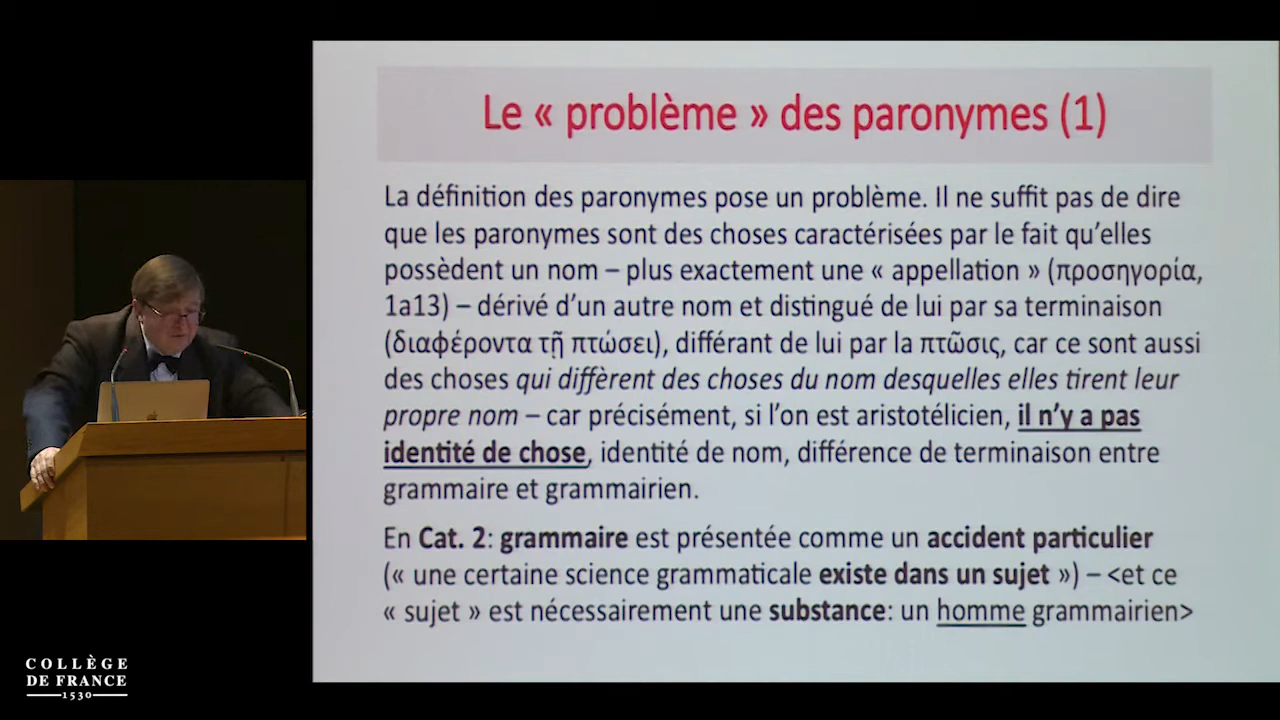 Le « problème » des paronymes (1)
La définition des paronymes pose un problème. Il ne suffit pas de dire
que les paronymes sont des choses caractérisées par le fait qu'elles
possèdent un nom – plus exactement une « appellation » (προσηγορία,
1a13) – dérivé d'un autre nom et distingué de lui par sa terminaison
(διαφέροντα τῇ πτώσει), différant de lui par la πτῶσις, car ce sont aussi
des choses qui diffèrent des choses du nom desquelles elles tirent leur
propre nom – car précisément, si l'on est aristotélicien, il n'y a pas
identité de chose, identité de nom, différence de terminaison entre
grammaire et grammairien.
En Cat. 2: grammaire est présentée comme un accident particulier
(« une certaine science grammaticale existe dans un sujet ») – <et ce
« sujet » est nécessairement une substance: un homme grammairien>
COLLÈGE
DE FRANCE
1530